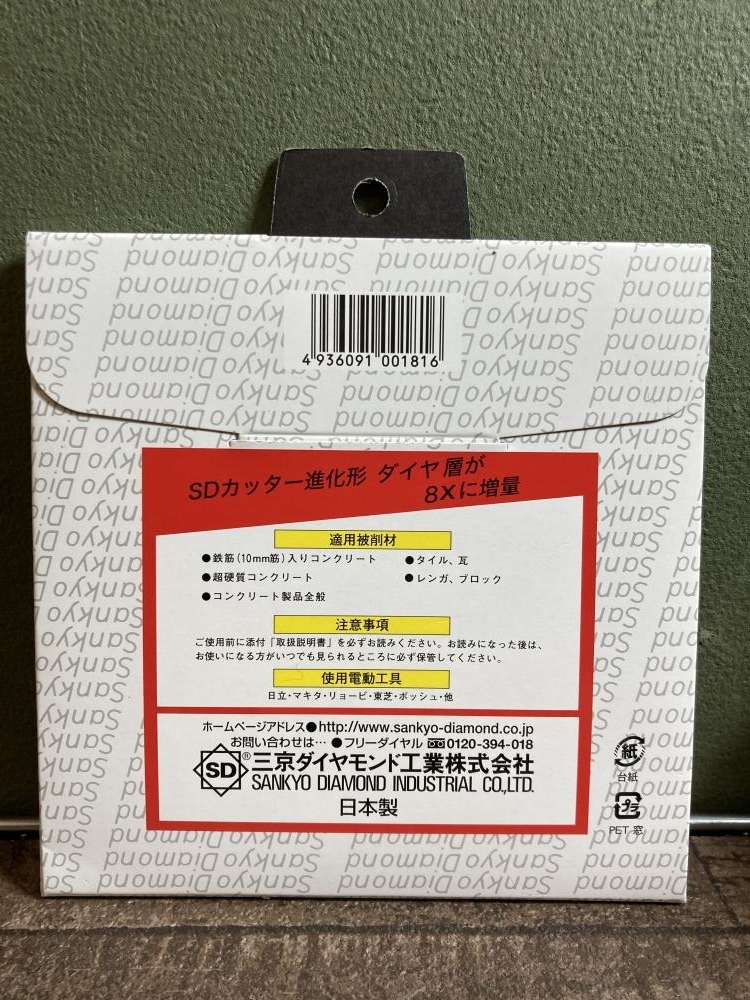 Sankyo Diamond
4 936091 001816
SDカッター進化形 ダイヤ層が
8Xに増量
適用被削材
●鉄筋(10mm筋)入りコンクリート
●タイル、瓦
●超硬質コンクリート
●レンガ、ブロック
●コンクリート製品全般
注意事項
ご使用前に添付「取扱説明書」を必ずお読みください。お読みになった後は、
お使いになる方がいつでも見られるところに必ず保管してください。
使用電動工具
日立・マキタ・リョービ・東芝・ボッシュ・他
ホームページアドレス●http://www.sankyo-diamond.co.jp
お問い合わせは…●フリーダイヤル 0120-394-018
SD®三京ダイヤモンド工業株式会社
SANKYO DIAMOND INDUSTRIAL CO.,LTD.
日本製
紙
台紙
プラ
PET 窓